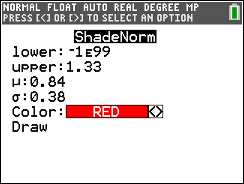 NORMAL FLOAT AUTO REAL DEGREE MP
PRESS [<] OR [>] TO SELECT AN OPTION
ShadeNorm
lower:-1ᴇ99
upper:1.33
μ:0.84
σ:0.38
Color: RED <>
Draw